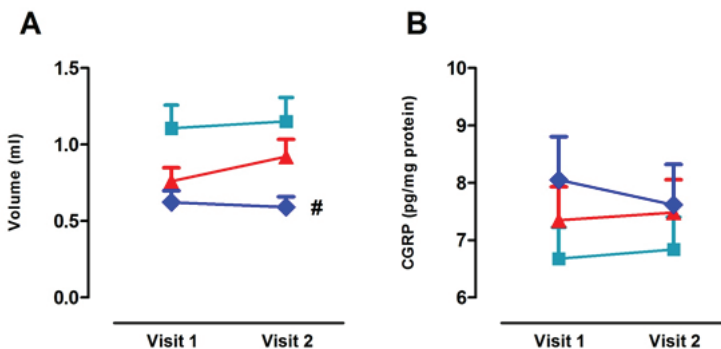 A
Volume (ml)
1.5
1.0
0.5
0.0
#
Visit 1 Visit 2
B
CGRP (pg/mg protein)
10
9
8
7
6
Visit 1 Visit 2